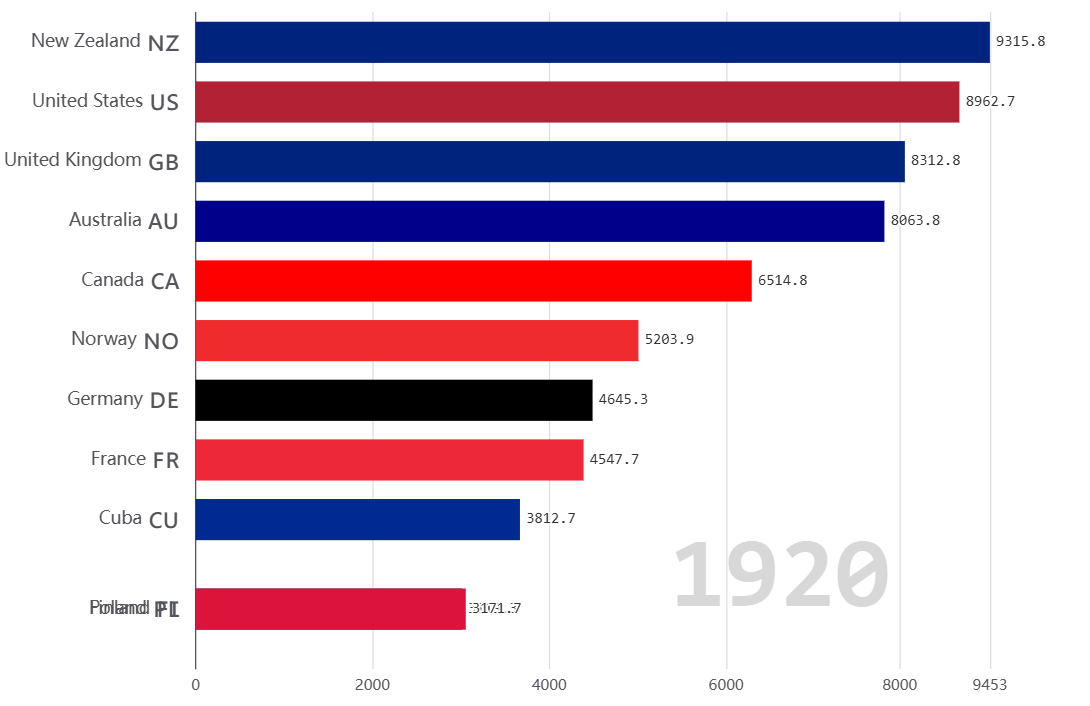 New Zealand NZ 9315.8
United States US 8962.7
United Kingdom GB 8312.8
Australia AU 8063.8
Canada CA 6514.8
Norway NO 5203.9
Germany DE 4645.3
France FR 4547.7
Cuba CU 3812.7
1920
0 2000 4000 6000 8000 9453